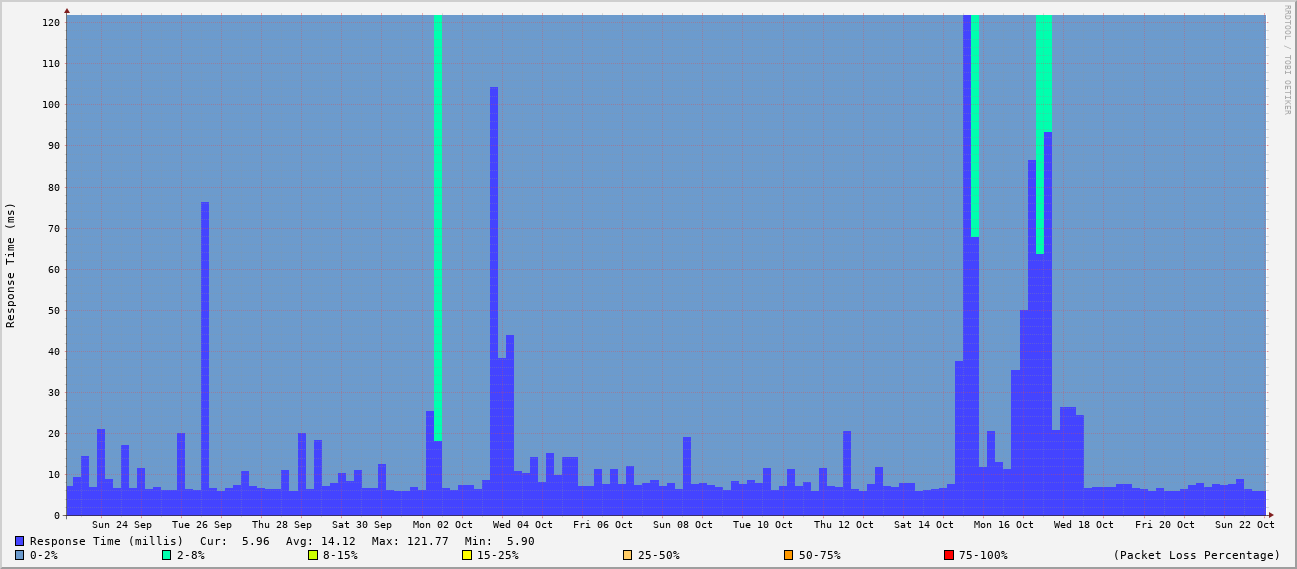 RRDTOOL / TOBI OETIKER
Response Time (ms)
120
110
100
90
80
70
60
50
40
30
20
10
0
Sun 24 Sep Tue 26 Sep Thu 28 Sep Sat 30 Sep Mon 02 Oct Wed 04 Oct Fri 06 Oct Sun 08 Oct Tue 10 Oct Thu 12 Oct Sat 14 Oct Mon 16 Oct Wed 18 Oct Fri 20 Oct Sun 22 Oct
Response Time (millis) Cur: 5.96 Avg: 14.12 Max: 121.77 Min: 5.90
0-2% 2-8% 8-15% 15-25% 25-50% 50-75% 75-100% (Packet Loss Percentage)